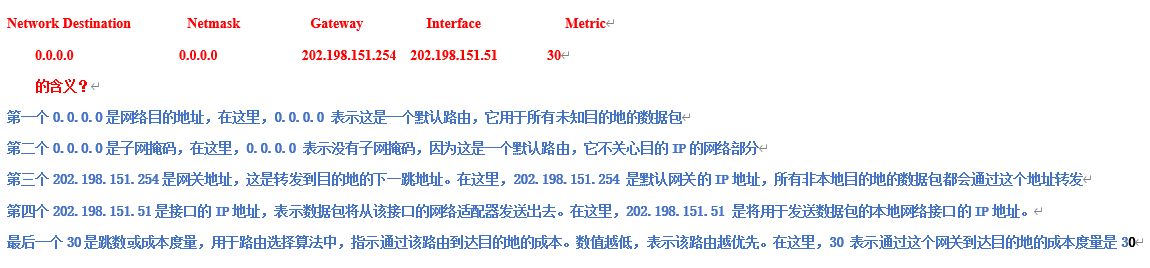 Network Destination Netmask Gateway Interface Metric
0.0.0.0 0.0.0.0 202.198.151.254 202.198.151.51 30
的含义？
第一个 0.0.0.0 是网络目的地址，在这里，0.0.0.0 表示这是一个默认路由，它用于所有未知目的地的数据包
第二个 0.0.0.0 是子网掩码，在这里，0.0.0.0 表示没有子网掩码，因为这是一个默认路由，它不关心目的 IP 的网络部分
第三个 202.198.151.254 是网关地址，这是转发到目的地的下一跳地址。在这里，202.198.151.254 是默认网关的 IP 地址，所有非本地目的地的数据包都会通过这个地址转发
第四个 202.198.151.51 是接口的 IP 地址，表示数据包将从该接口的网络适配器发送出去。在这里，202.198.151.51 是将用于发送数据包的本地网络接口的 IP 地址。
最后一个 30 是跳数或成本度量，用于路由选择算法中，指示通过该路由到达目的地的成本。数值越低，表示该路由越优先。在这里，30 表示通过这个网关到达目的地的成本度量是 30